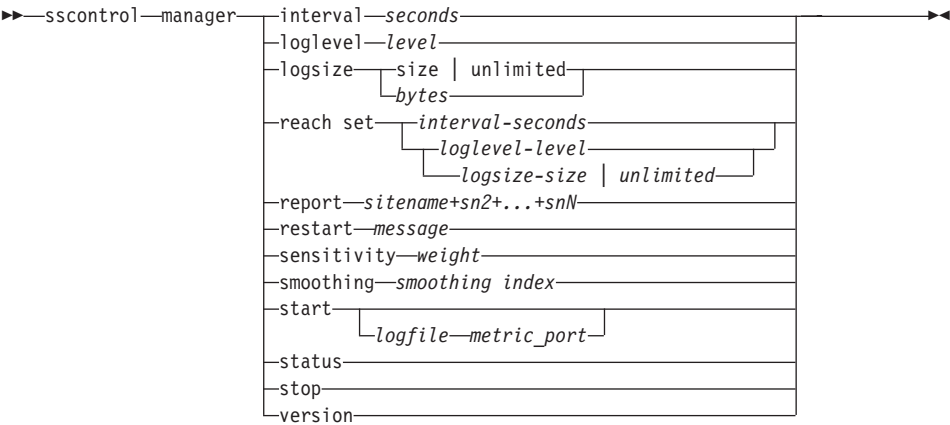 sscontrol manager interval seconds
loglevel level
logsize size | unlimited
bytes
reach set interval-seconds
loglevel-level
logsize-size | unlimited
report sitename+sn2+...+snN
restart message
sensitivity weight
smoothing smoothing index
start
logfile metric_port
status
stop
version